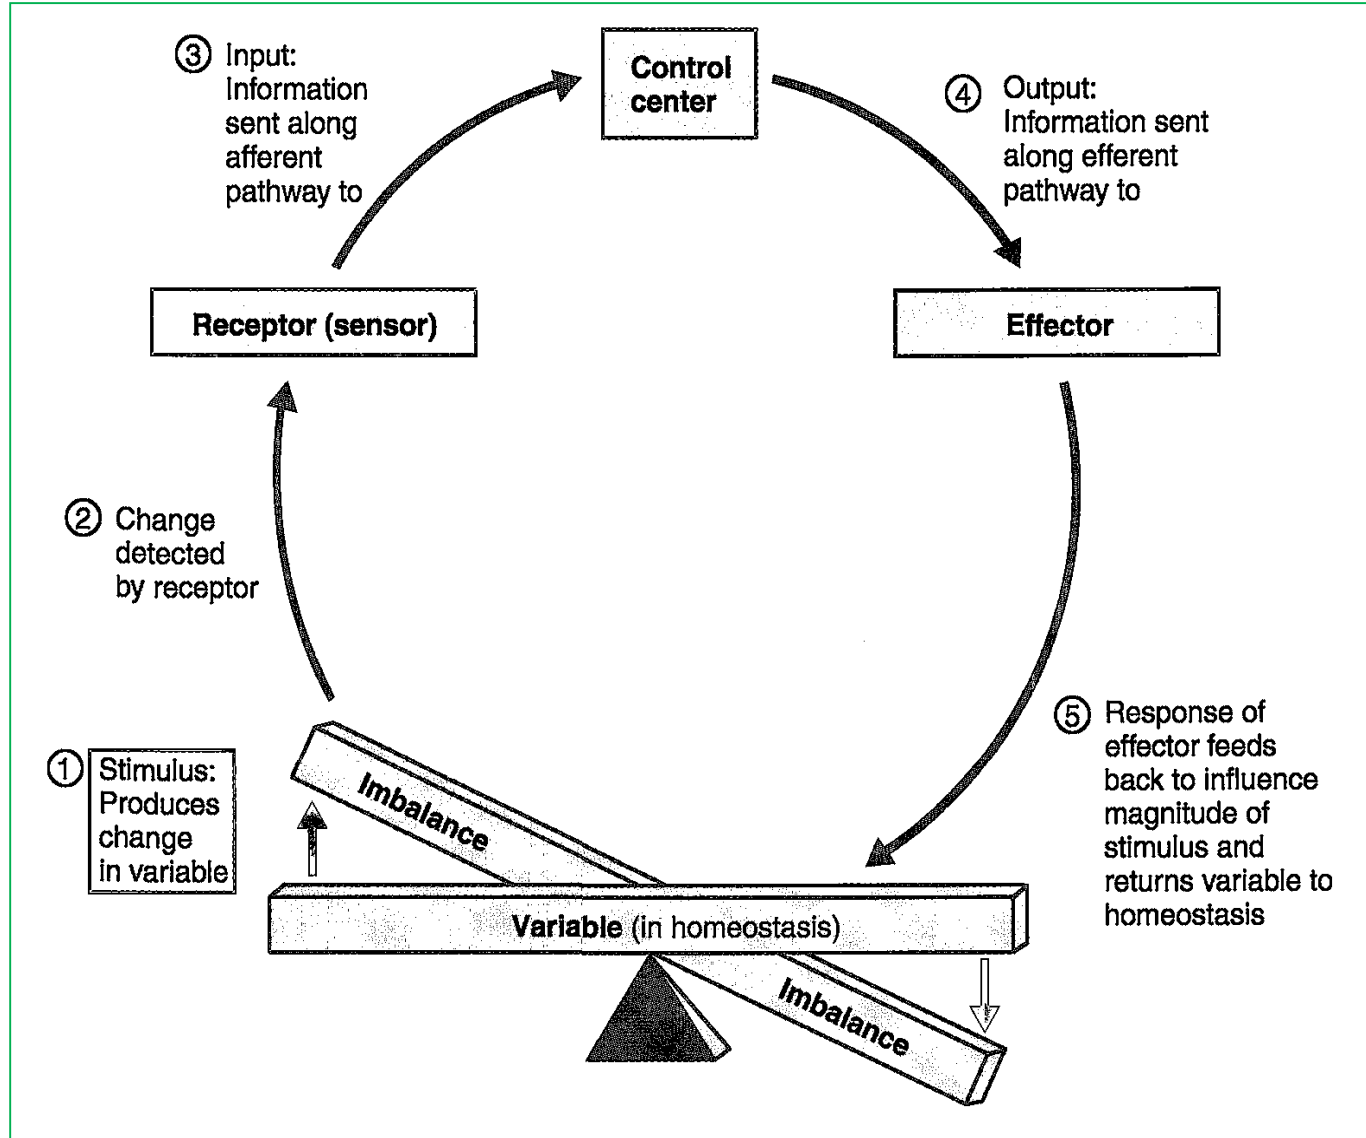 ③ Input:
Information
sent along
afferent
pathway to
Control
center
④ Output:
Information sent
along efferent
pathway to
Receptor (sensor)
Effector
② Change
detected
by receptor
① Stimulus:
Produces
change
in variable
Imbalance
Variable (in homeostasis)
Imbalance
⑤ Response of
effector feeds
back to influence
magnitude of
stimulus and
returns variable to
homeostasis